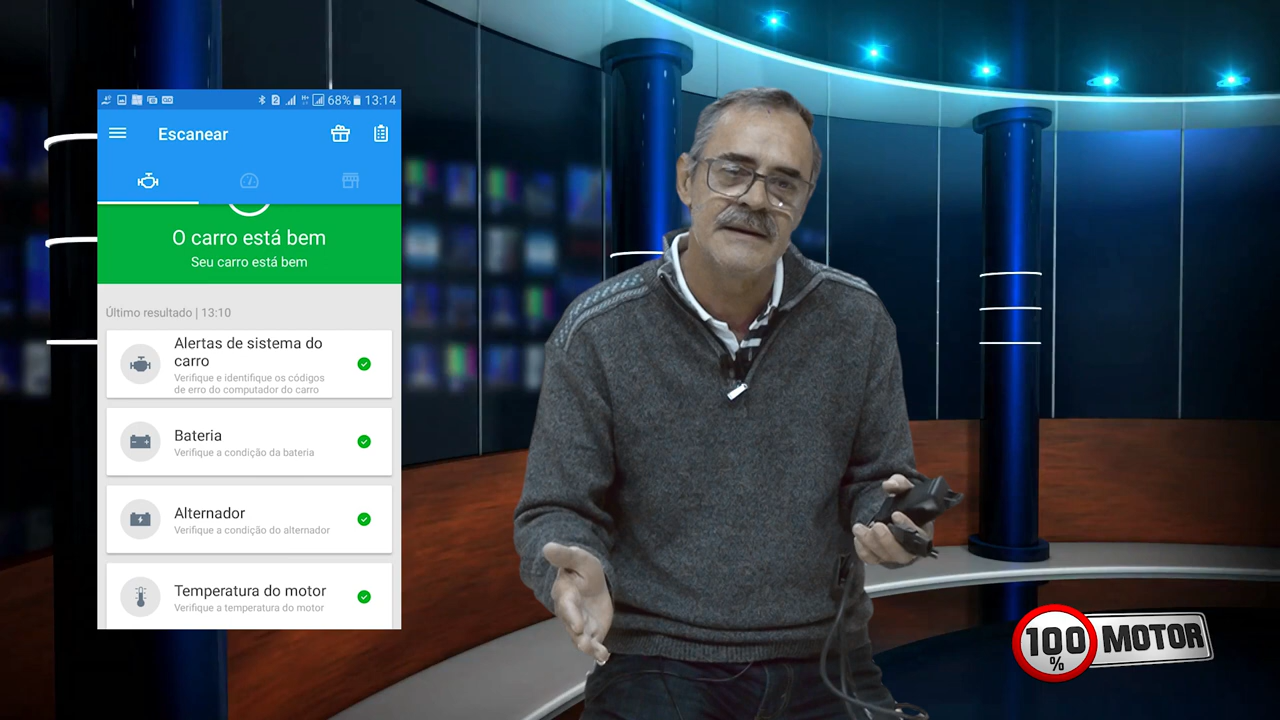 68% 13:14
Escanear
O carro está bem
Seu carro está bem
Último resultado | 13:10
Alertas de sistema do
carro
Verifique e identifique os códigos
de erro do computador do carro
Bateria
Verifique a condição da bateria
Alternador
Verifique a condição do alternador
Temperatura do motor
Verifique a temperatura do motor
100 MOTOR
%